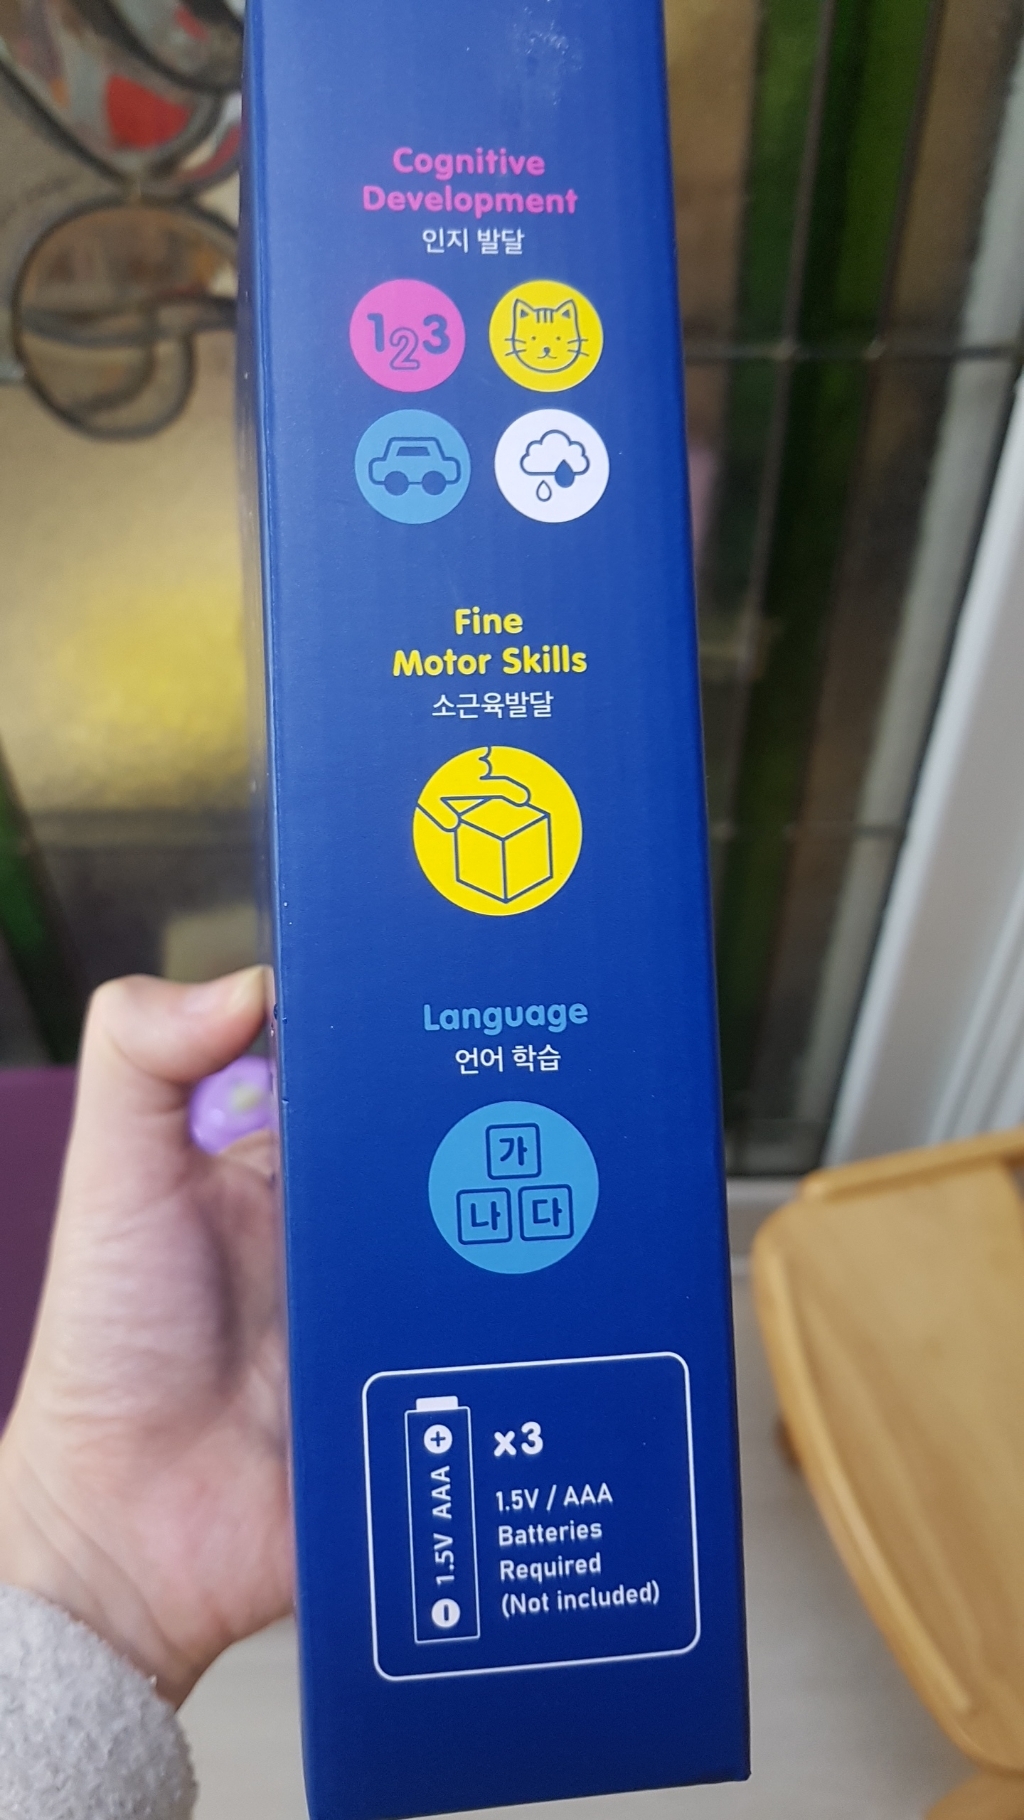 Cognitive
Development
인지 발달
123
Fine
Motor Skills
소근육발달
Language
언어 학습
가
나 다
1.5V AAA
x3
1.5V / AAA
Batteries
Required
(Not included)